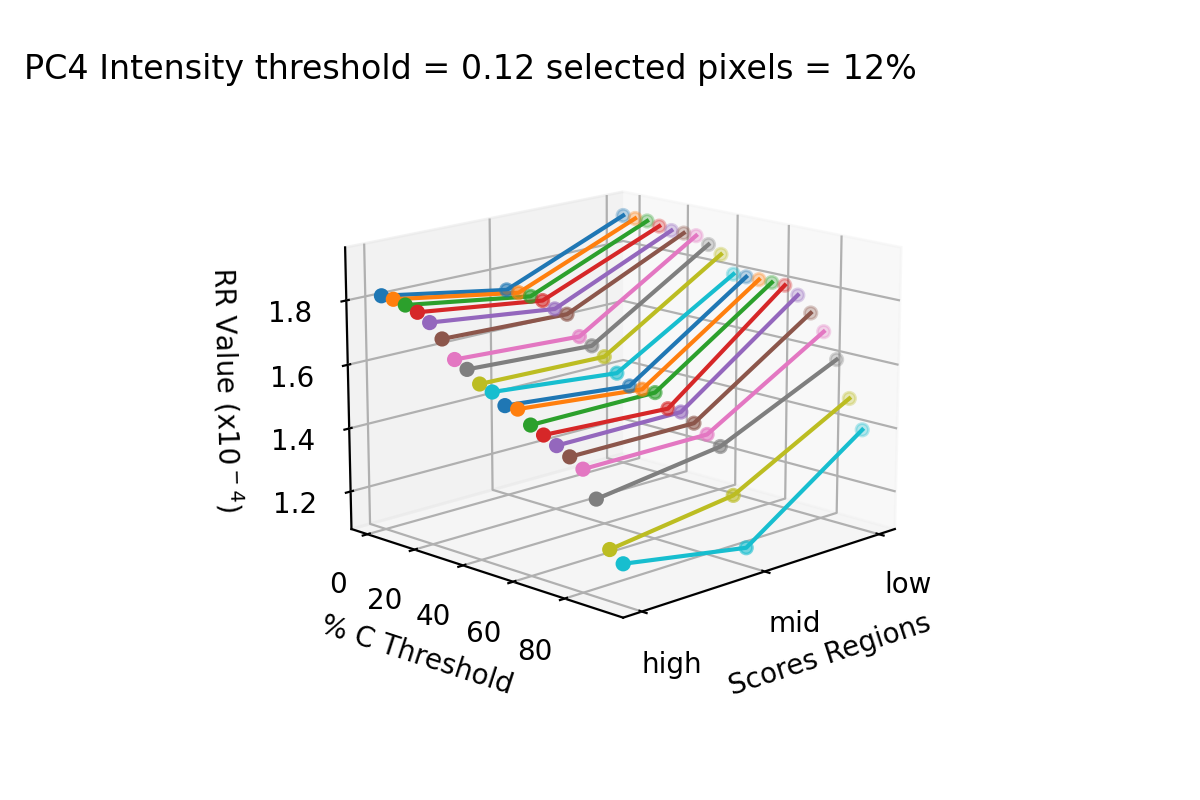 PC4 Intensity threshold = 0.12 selected pixels = 12%
RR Value (x10⁻⁴)
1.8
1.6
1.4
1.2
0
20
40
60
80
% C Threshold
high
mid
low
Scores Regions